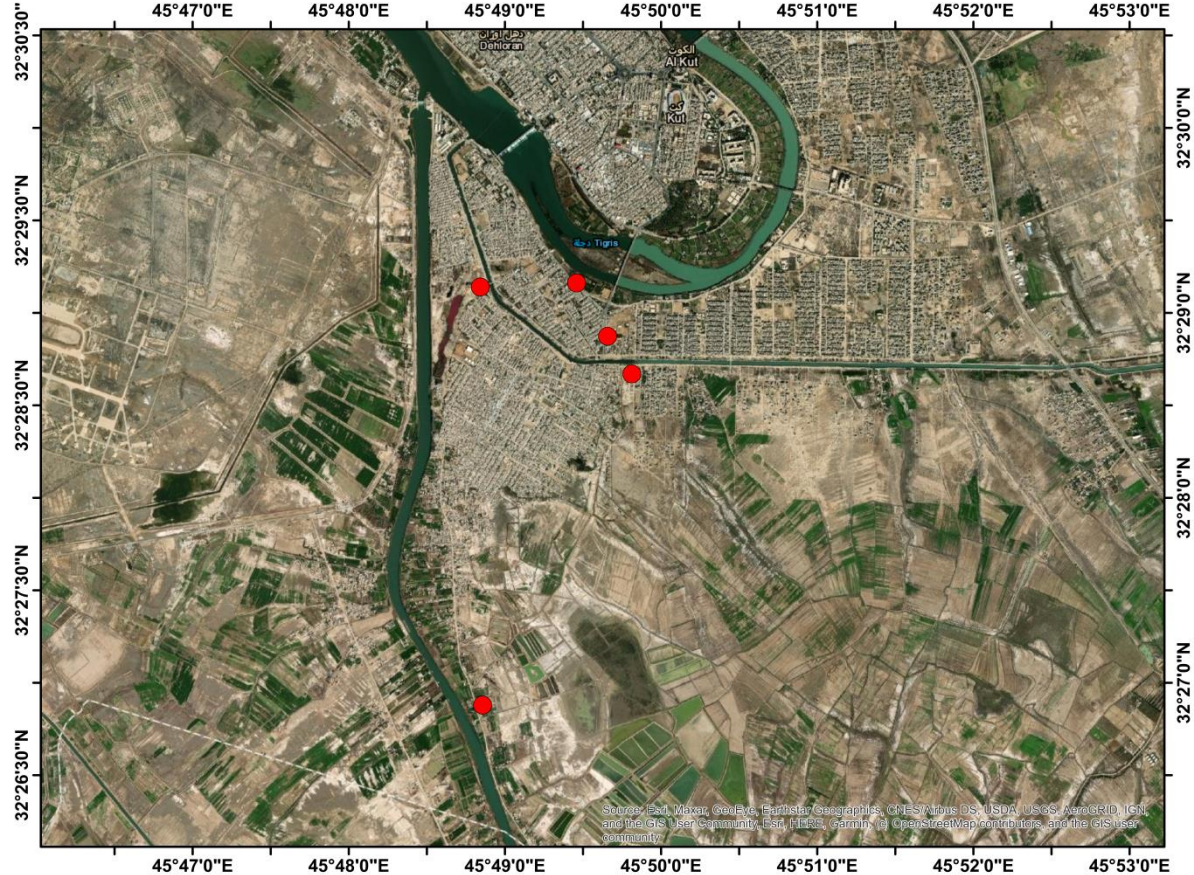 45°47'0"E 45°48'0"E 45°49'0"E 45°50'0"E 45°51'0"E 45°52'0"E 45°53'0"E
32°30'30"
32°29'30"N
32°28'30"N
32°27'30"N
32°26'30"N
Dehloran
الكوت
Al Kut
Kut
دجلة Tigris
32°30'0"N
32°29'0"N
32°28'0"N
32°27'0"N
Source: Esri, Maxar, GeoEye, Earthstar Geographics, CNES/Airbus DS, USDA, USGS, AeroGRID, IGN,
and the GIS User Community, Esri, HERE, Garmin, (c) OpenStreetMap contributors, and the GIS user
community
45°47'0"E 45°48'0"E 45°49'0"E 45°50'0"E 45°51'0"E 45°52'0"E 45°53'0"E